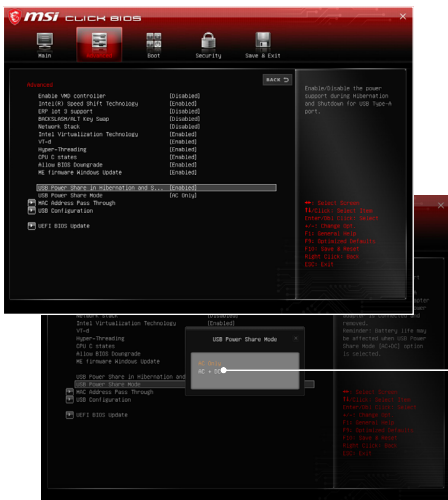 msi CLICK BIOS
Main
Advanced
Boot
Security
Save & Exit
BACK
Advanced
Enable VMD controller [Disabled]
Intel(R) Speed Shift Technology [Enabled]
ERP lot 3 support [Disabled]
BACKSLASH/ALT Key Swap [Disabled]
Network Stack [Disabled]
Intel Virtualization Technology [Enabled]
VT-d [Enabled]
Hyper-Threading [Enabled]
CPU C states [Enabled]
Allow BIOS Downgrade [Enabled]
ME firmware Windows Update [Enabled]
USB Power Share in Hibernation and S... [Enabled]
USB Power Share Mode [AC Only]
MAC Address Pass Through
USB Configuration
UEFI BIOS Update
Enable/Disable the power
support during Hibernation
and Shutdown for USB Type-A
port.
: Select Screen
/Click: Select Item
Enter/Dbl Click: Select
+/-: Change Opt.
F1: General Help
F9: Optimized Defaults
F10: Save & Reset
Right Click: Back
ESC: Exit
Network Stack [Disabled]
Intel Virtualization Technology [Enabled]
VT-d
Hyper-Threading
CPU C states
Allow BIOS Downgrade
ME firmware Windows Update
USB Power Share in Hibernation and
USB Power Share Mode
MAC Address Pass Through
USB Configuration
UEFI BIOS Update
USB Power Share Mode
AC Only
AC + DC
removed.
Reminder: Battery life may
be affected when USB Power
Share Mode [AC+DC] option
is selected.
: Select Screen
/Click: Select Item
Enter/Dbl Click: Select
+/-: Change Opt.
F1: General Help
F9: Optimized Defaults
F10: Save & Reset
Right Click: Back
ESC: Exit